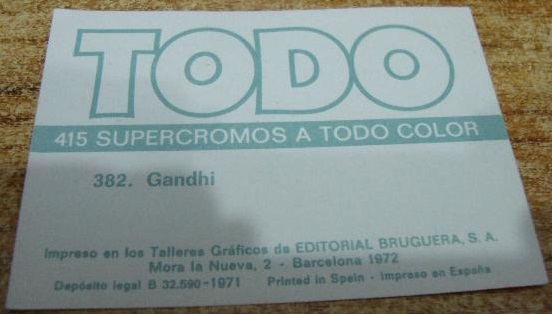 TODO
415 SUPERCROMOS A TODO COLOR
382. Gandhi
Impreso en los Talleres Gráficos de EDITORIAL BRUGUERA, S. A.
Mora la Nueva, 2 - Barcelona 1972
Depósito legal B 32.590-1971 Printed in Spain - Impreso en España